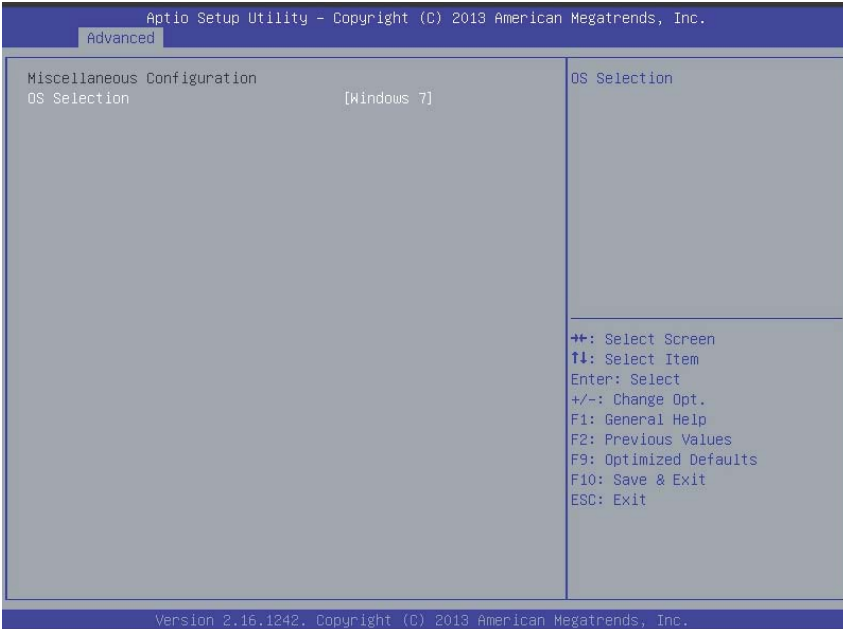 Aptio Setup Utility – Copyright (C) 2013 American Megatrends, Inc.
Advanced
Miscellaneous Configuration
OS Selection [Windows 7]
OS Selection
→←: Select Screen
↑↓: Select Item
Enter: Select
+/-: Change Opt.
F1: General Help
F2: Previous Values
F9: Optimized Defaults
F10: Save & Exit
ESC: Exit
Version 2.16.1242. Copyright (C) 2013 American Megatrends, Inc.